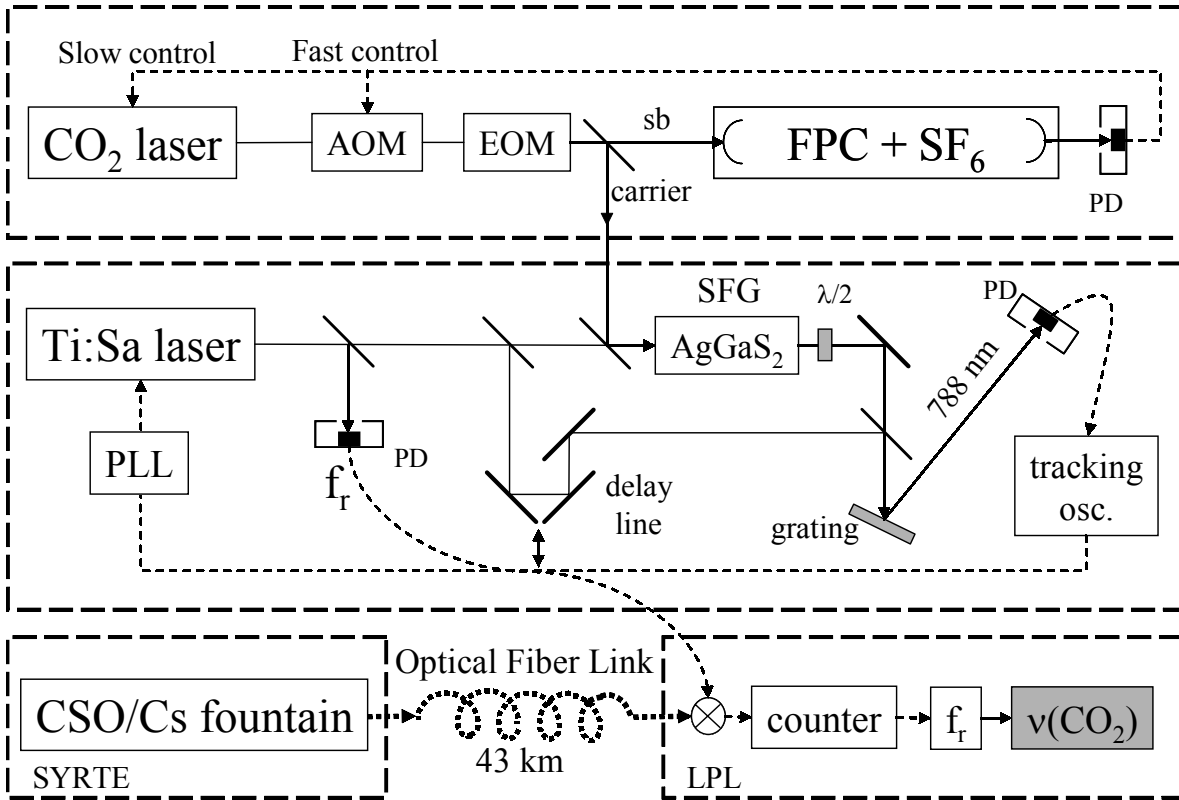 Slow control
Fast control
CO₂ laser
AOM
EOM
sb
carrier
FPC + SF₆
PD
Ti:Sa laser
SFG
λ/2
AgGaS₂
PD
788 nm
PLL
PD
fᵣ
delay
line
grating
tracking
osc.
Optical Fiber Link
CSO/Cs fountain
43 km
SYRTE
counter
fᵣ
ν(CO₂)
LPL